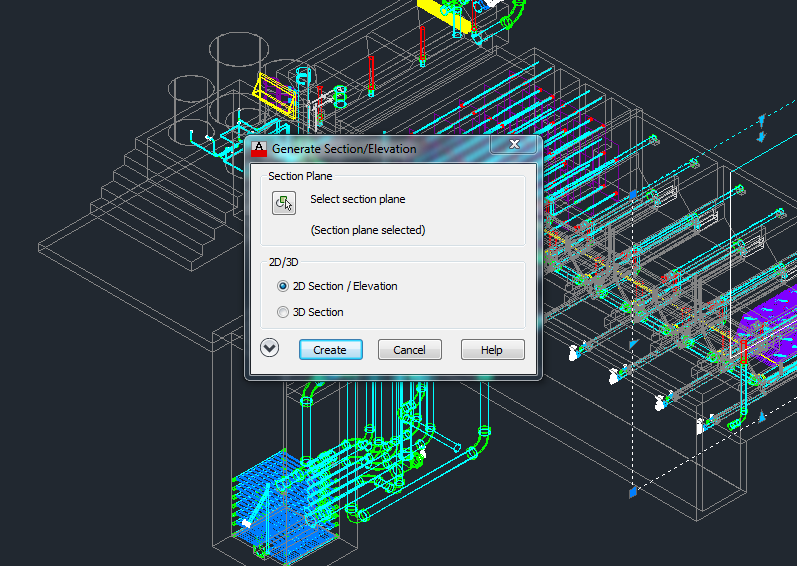 Generate Section/Elevation
Section Plane
Select section plane
(Section plane selected)
2D/3D
2D Section / Elevation
3D Section
Create
Cancel
Help